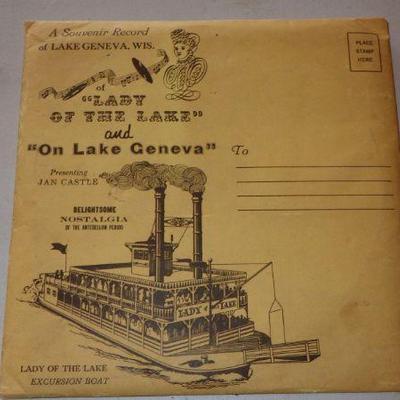 A Souvenir Record
of LAKE GENEVA, WIS.
of
"LADY
OF THE LAKE"
and
"On Lake Geneva"
Presenting
JAN CASTLE
DELIGHTSOME
NOSTALGIA
OF THE ANTEBELLUM PERIOD
PLACE
STAMP
HERE
To
LADY OF THE LAKE
LADY OF THE LAKE
EXCURSION BOAT